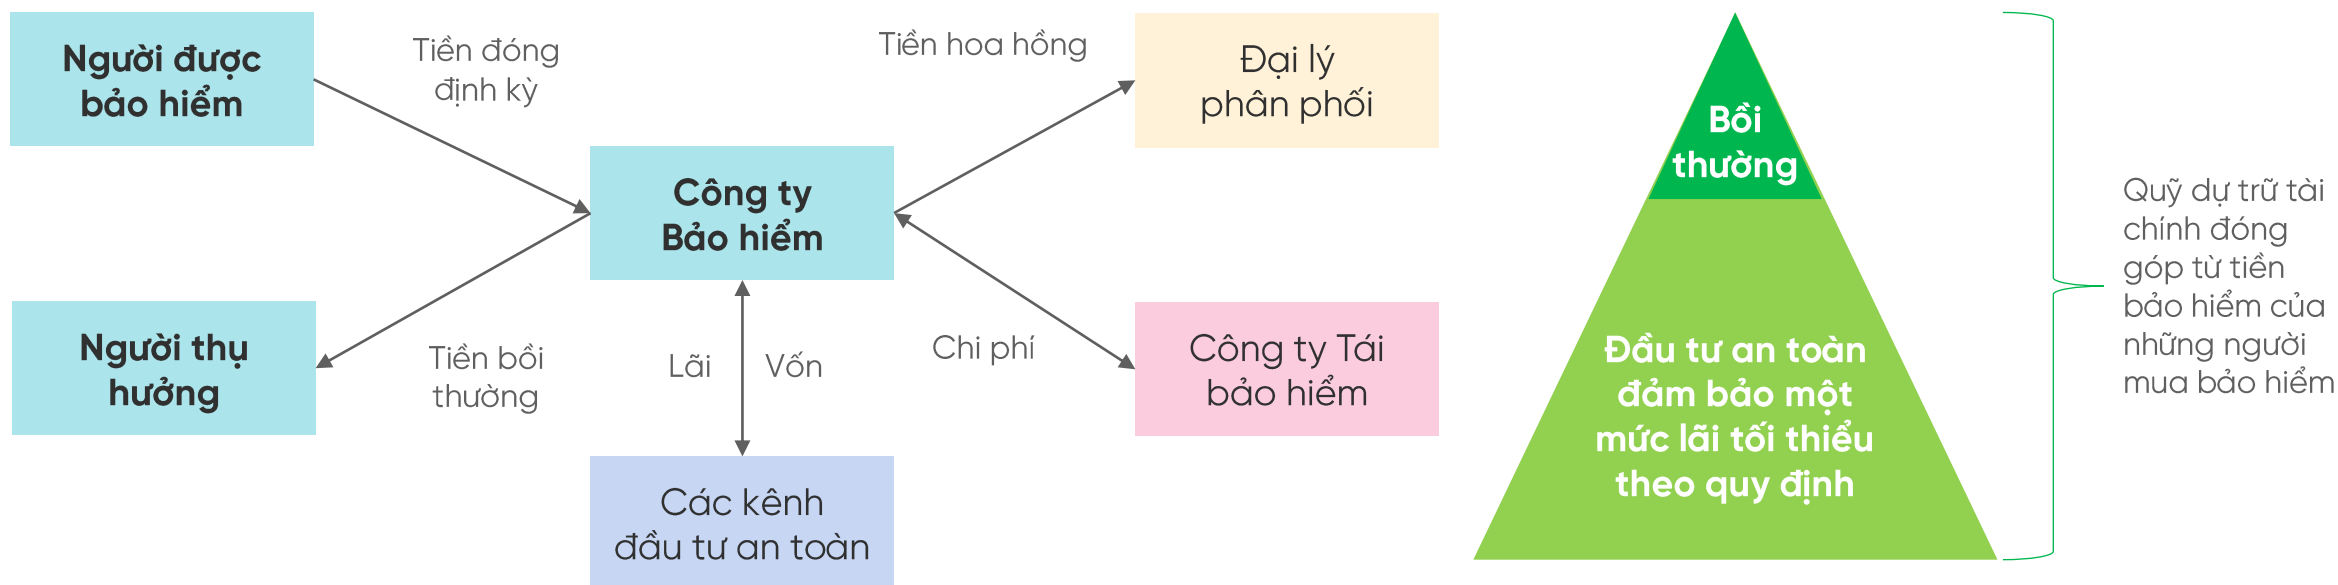 Người được
bảo hiểm
Tiền đóng
định kỳ
Tiền hoa hồng
Đại lý
phân phối
Công ty
Bảo hiểm
Người thụ
hưởng
Tiền bồi
thường
Lãi
Vốn
Chi phí
Công ty Tái
bảo hiểm
Các kênh
đầu tư an toàn
Bồi
thường
Đầu tư an toàn
đảm bảo một
mức lãi tối thiểu
theo quy định
Quỹ dự trữ tài
chính đóng
góp từ tiền
bảo hiểm của
những người
mua bảo hiểm